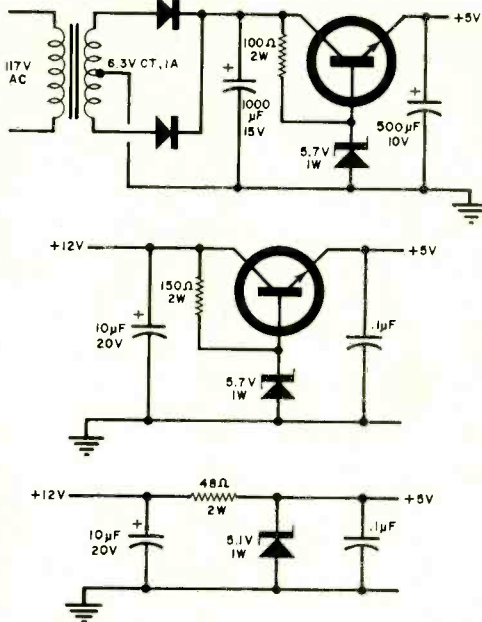 +5V
117V
AC
6.3V CT, 1A
100Ω
2W
+
1000
μF
15V
+
500μF
10V
5.7V
1W
+12V
+5V
150Ω
2W
+
10μF
20V
.1μF
5.7V
1W
+12V
48Ω
2W
+5V
+
10μF
20V
5.1V
1W
.1μF